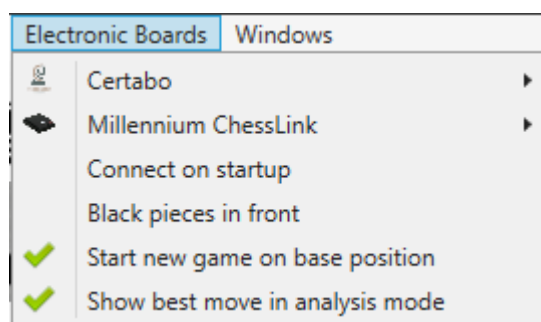 Electronic Boards Windows
Certabo
Millennium ChessLink
Connect on startup
Black pieces in front
Start new game on base position
Show best move in analysis mode